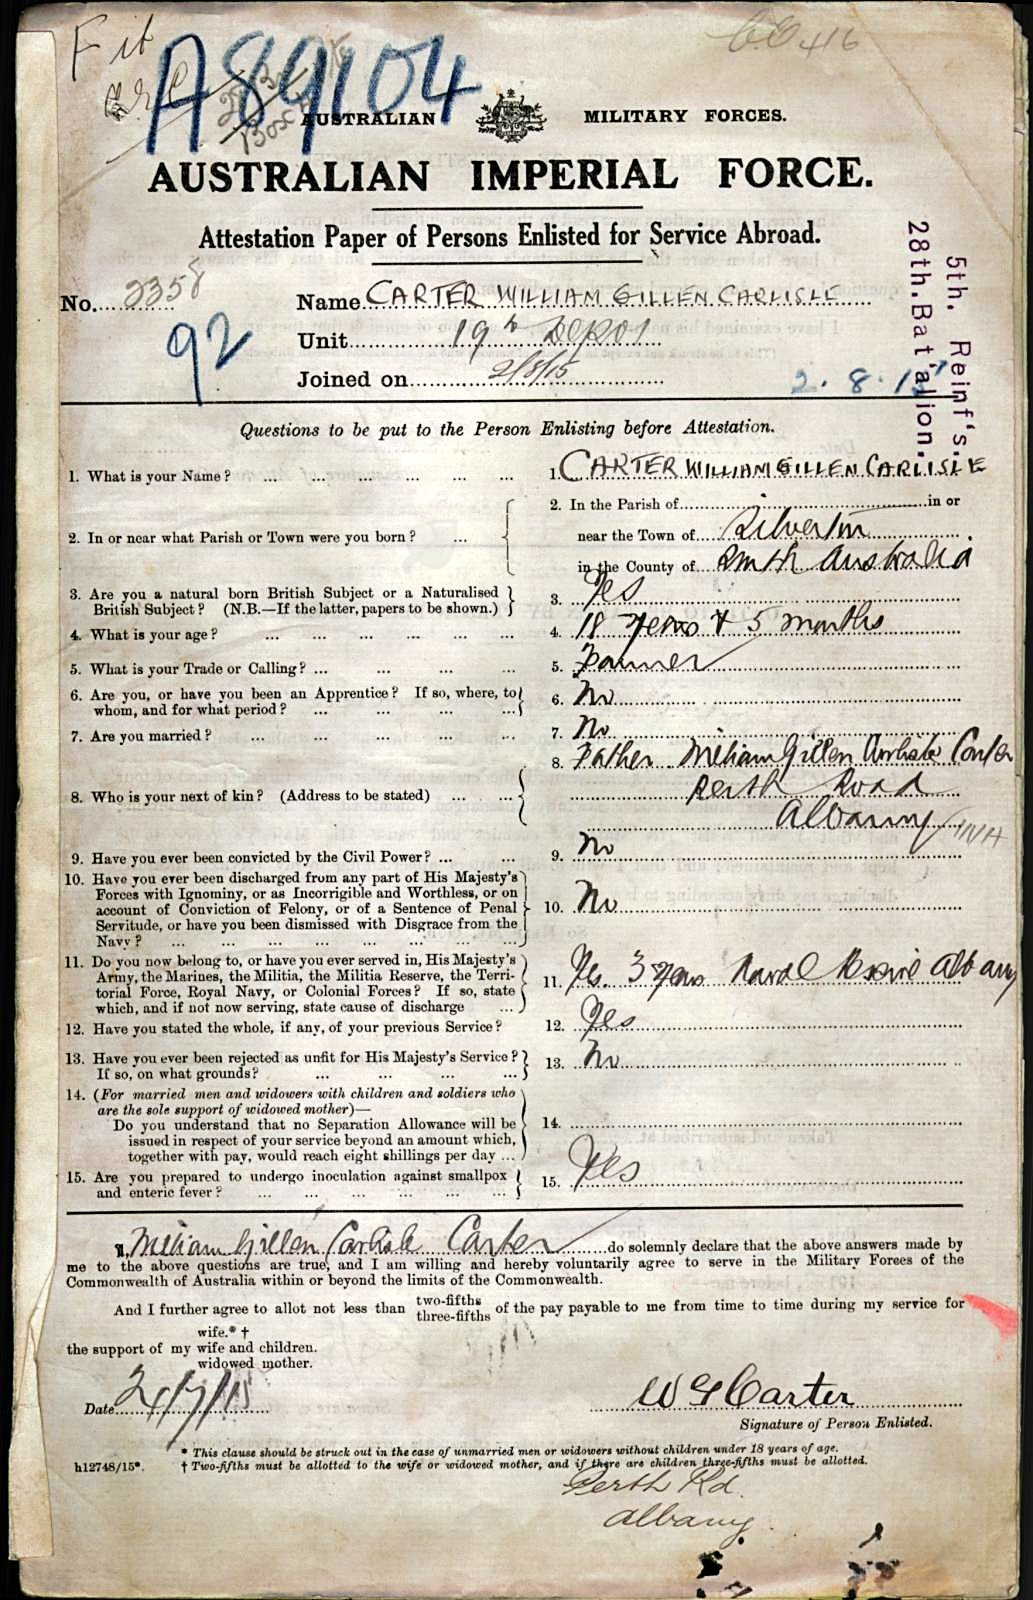 Fit
A89104
AUSTRALIAN MILITARY FORCES.
AUSTRALIAN IMPERIAL FORCE.
Attestation Paper of Persons Enlisted for Service Abroad.
5th. Reinf's.
28th. Bat'alion.
No. 2358
92
Name CARTER WILLIAM GILLEN CARLISLE
Unit 19th Depot
Joined on 2/8/15
2.8.15
Questions to be put to the Person Enlisting before Attestation.
1. What is your Name? ... 1. CARTER WILLIAM GILLEN CARLISLE
2. In or near what Parish or Town were you born? ... 2. In the Parish of in or
near the Town of Silverton
in the County of South Australia
3. Are you a natural born British Subject or a Naturalised British Subject? (N.B.—If the latter, papers to be shown.) 3. Yes
4. What is your age? ... 4. 18 years & 5 months
5. What is your Trade or Calling? ... 5. Farmer
6. Are you, or have you been an Apprentice? If so, where, to whom, and for what period? ... 6. No
7. Are you married? ... 7. No
8. Who is your next of kin? (Address to be stated) ... 8. Father William Gillen Carlisle Carter
Perth Road
Albany
9. Have you ever been convicted by the Civil Power? ... 9. No
10. Have you ever been discharged from any part of His Majesty's
Forces with Ignominy, or as Incorrigible and Worthless, or on
account of Conviction of Felony, or of a Sentence of Penal
Servitude, or have you been dismissed with Disgrace from the
Navy? ... 10. No
11. Do you now belong to, or have you ever served in, His Majesty's
Army, the Marines, the Militia, the Militia Reserve, the Terri-
torial Force, Royal Navy, or Colonial Forces? If so, state
which, and if not now serving, state cause of discharge ... 11. Yes. 3 years Naval Reserve Albany
12. Have you stated the whole, if any, of your previous Service? 12. Yes
13. Have you ever been rejected as unfit for His Majesty's Service?
If so, on what grounds? ... 13. No
14. (For married men and widowers with children and soldiers who
are the sole support of widowed mother)—
Do you understand that no Separation Allowance will be
issued in respect of your service beyond an amount which,
together with pay, would reach eight shillings per day ... 14.
15. Are you prepared to undergo inoculation against smallpox
and enteric fever? ... 15. Yes
I, William Gillen Carlisle Carter do solemnly declare that the above answers made by
me to the above questions are true, and I am willing and hereby voluntarily agree to serve in the Military Forces of the
Commonwealth of Australia within or beyond the limits of the Commonwealth.
And I further agree to allot not less than two-fifths three-fifths of the pay payable to me from time to time during my service for
wife.* †
the support of my wife and children.
widowed mother.
Date 24/7/15
W G Carter
Signature of Person Enlisted.
* This clause should be struck out in the case of unmarried men or widowers without children under 18 years of age.
h12748/15*. † Two-fifths must be allotted to the wife or widowed mother, and if there are children three-fifths must be allotted.
Perth Rd.
Albany.